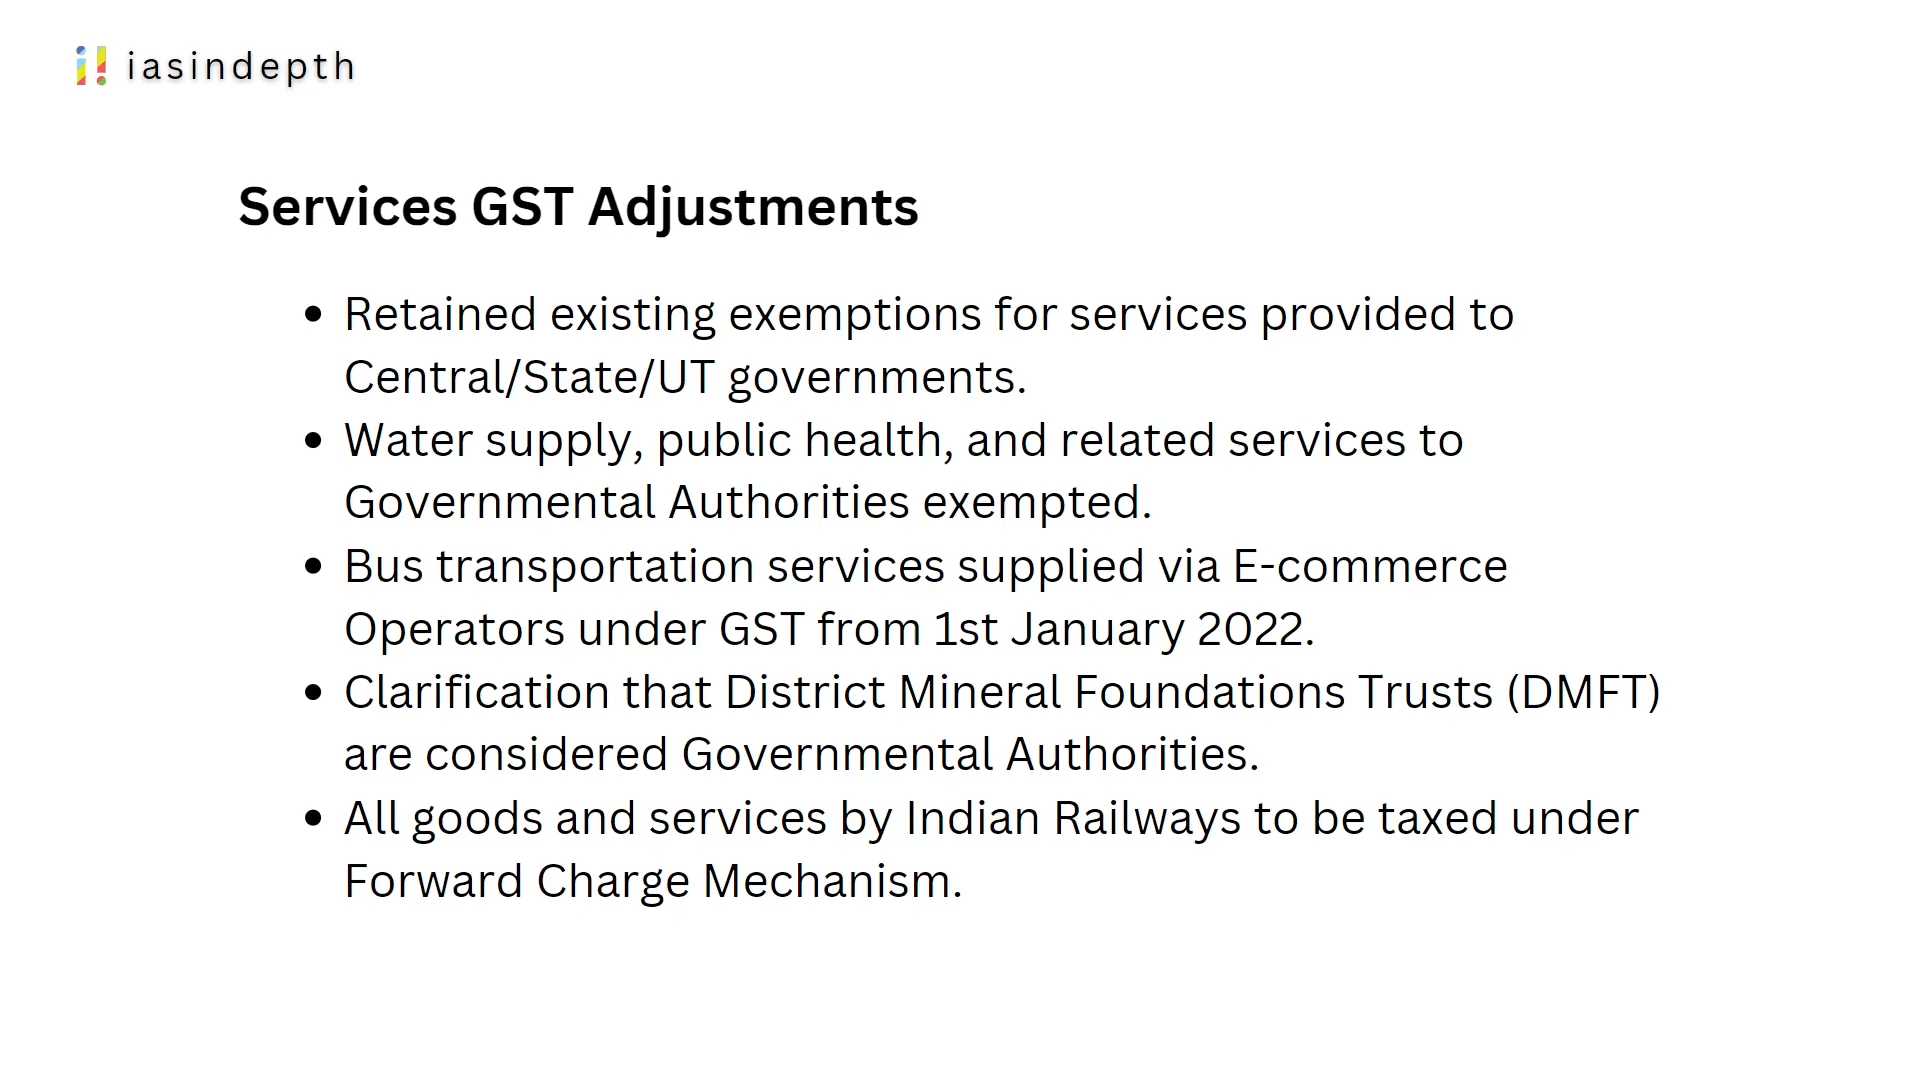 iasindepth
Services GST Adjustments
• Retained existing exemptions for services provided to
Central/State/UT governments.
• Water supply, public health, and related services to
Governmental Authorities exempted.
• Bus transportation services supplied via E-commerce
Operators under GST from 1st January 2022.
• Clarification that District Mineral Foundations Trusts (DMFT)
are considered Governmental Authorities.
• All goods and services by Indian Railways to be taxed under
Forward Charge Mechanism.